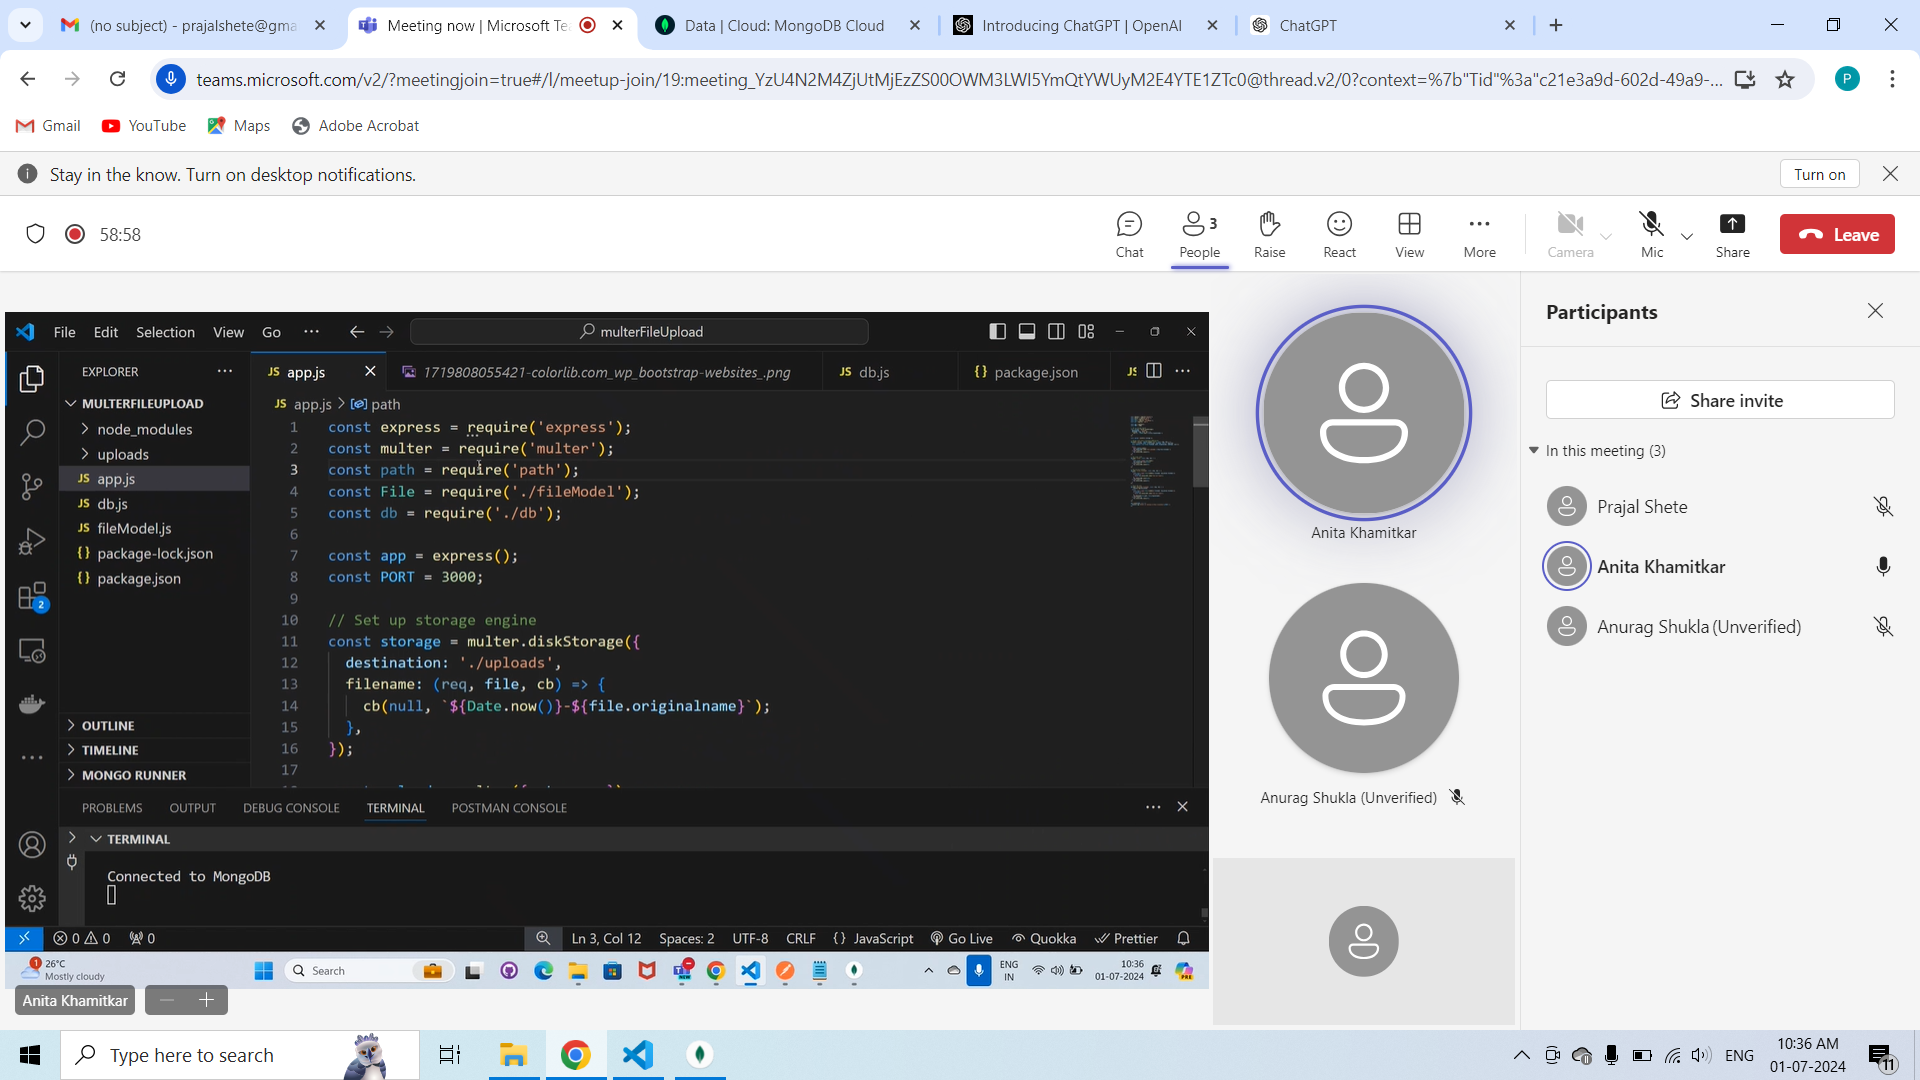 (no subject) - prajalshete@gma
Meeting now | Microsoft Te
Data | Cloud: MongoDB Cloud
Introducing ChatGPT | OpenAI
ChatGPT
teams.microsoft.com/v2/?meetingjoin=true#/l/meetup-join/19:meeting_YzU4N2M4ZjUtMjEzZS00OWM3LWI5YmQtYWUyM2E4YTE1ZTc0@thread.v2/0?context=%7b"Tid"%3a"c21e3a9d-602d-49a9-...
P
Gmail
YouTube
Maps
Adobe Acrobat
Stay in the know. Turn on desktop notifications.
Turn on
58:58
Chat
3
People
Raise
React
View
More
Camera
Mic
Share
Leave
File Edit Selection View Go ···
multerFileUpload
EXPLORER
JS app.js
1719808055421-colorlib.com_wp_bootstrap-websites_.png
JS db.js
{} package.json
MULTERFILEUPLOAD
node_modules
uploads
JS app.js
JS db.js
JS fileModel.js
{} package-lock.json
{} package.json
OUTLINE
TIMELINE
MONGO RUNNER
2
JS app.js > path
1 const express = require('express');
2 const multer = require('multer');
3 const path = require('path');
4 const File = require('./fileModel');
5 const db = require('./db');
6
7 const app = express();
8 const PORT = 3000;
9
10 // Set up storage engine
11 const storage = multer.diskStorage({
12 destination: './uploads',
13 filename: (req, file, cb) => {
14 cb(null, `${Date.now()}-${file.originalname}`);
15 },
16 });
17
PROBLEMS
OUTPUT
DEBUG CONSOLE
TERMINAL
POSTMAN CONSOLE
TERMINAL
Connected to MongoDB
0 0 0
Ln 3, Col 12
Spaces: 2
UTF-8
CRLF
{} JavaScript
Go Live
Quokka
Prettier
1
26°C
Mostly cloudy
Search
ENG
IN
10:36
01-07-2024
Anita Khamitkar
Anita Khamitkar
Anurag Shukla (Unverified)
Participants
Share invite
In this meeting (3)
Prajal Shete
Anita Khamitkar
Anurag Shukla (Unverified)
Type here to search
ENG
10:36 AM
01-07-2024
11